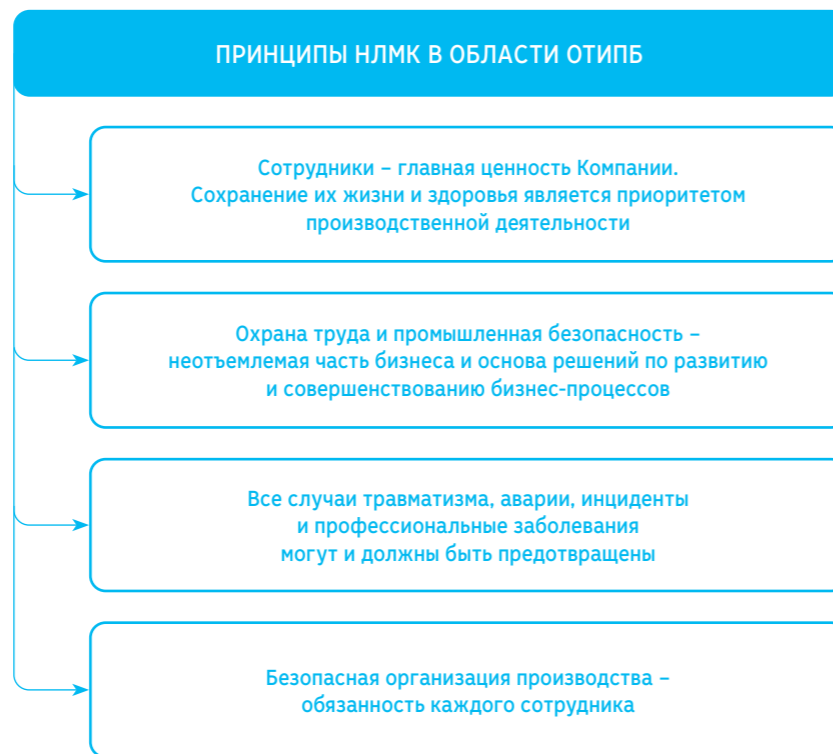 ПРИНЦИПЫ НЛМК В ОБЛАСТИ ОТИПБ
Сотрудники – главная ценность Компании.
Сохранение их жизни и здоровья является приоритетом
производственной деятельности
Охрана труда и промышленная безопасность –
неотъемлемая часть бизнеса и основа решений по развитию
и совершенствованию бизнес-процессов
Все случаи травматизма, аварии, инциденты
и профессиональные заболевания
могут и должны быть предотвращены
Безопасная организация производства –
обязанность каждого сотрудника